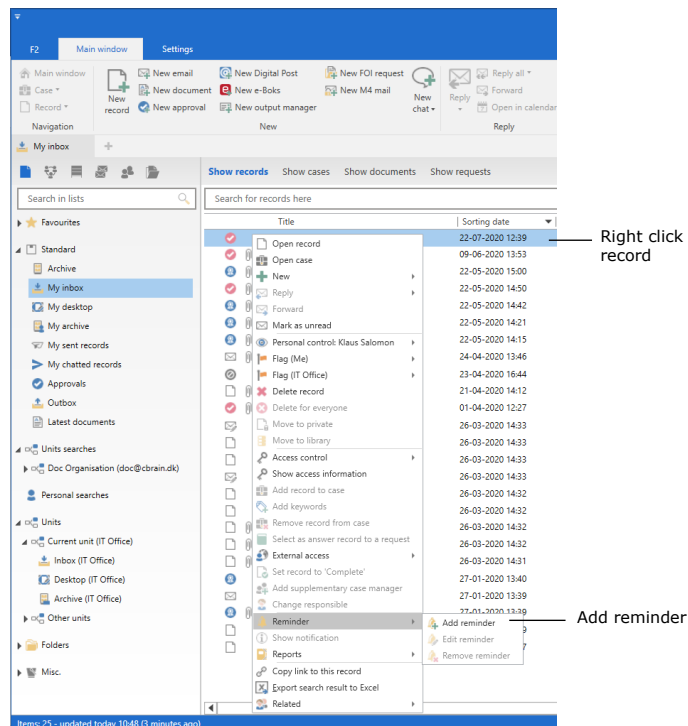 F2 Main window Settings
Main window
Case
Record
Navigation
New record
New email
New document
New approval
New Digital Post
New e-Boks
New output manager
New FOI request
New M4 mail
New chat
New
Reply
Reply all
Forward
Open in calendar
Reply
My inbox
Show records Show cases Show documents Show requests
Search in lists
Search for records here
Title Sorting date
Favourites
Standard
Archive
My inbox
My desktop
My archive
My sent records
My chatted records
Approvals
Outbox
Latest documents
Units searches
Doc Organisation (doc@cbrain.dk)
Personal searches
Units
Current unit (IT Office)
Inbox (IT Office)
Desktop (IT Office)
Archive (IT Office)
Other units
Folders
Misc.
Open record
Open case
New
Reply
Forward
Mark as unread
Personal control: Klaus Salomon
Flag (Me)
Flag (IT Office)
Delete record
Delete for everyone
Move to private
Move to library
Access control
Show access information
Add record to case
Add keywords
Remove record from case
Select as answer record to a request
External access
Set record to 'Complete'
Add supplementary case manager
Change responsible
Reminder
Show notification
Reports
Copy link to this record
Export search result to Excel
Related
Add reminder
Edit reminder
Remove reminder
22-07-2020 12:39
09-06-2020 13:53
22-05-2020 15:00
22-05-2020 14:50
22-05-2020 14:42
22-05-2020 14:21
22-05-2020 14:15
24-04-2020 13:46
23-04-2020 16:44
21-04-2020 14:12
01-04-2020 12:27
26-03-2020 14:33
26-03-2020 14:33
26-03-2020 14:33
26-03-2020 14:33
26-03-2020 14:32
26-03-2020 14:32
26-03-2020 14:32
26-03-2020 14:32
26-03-2020 14:31
27-01-2020 13:40
27-01-2020 13:39
27-01-2020 13:39
9
7
Right click
record
Add reminder
Items: 25 - updated today 10:48 (3 minutes ago)